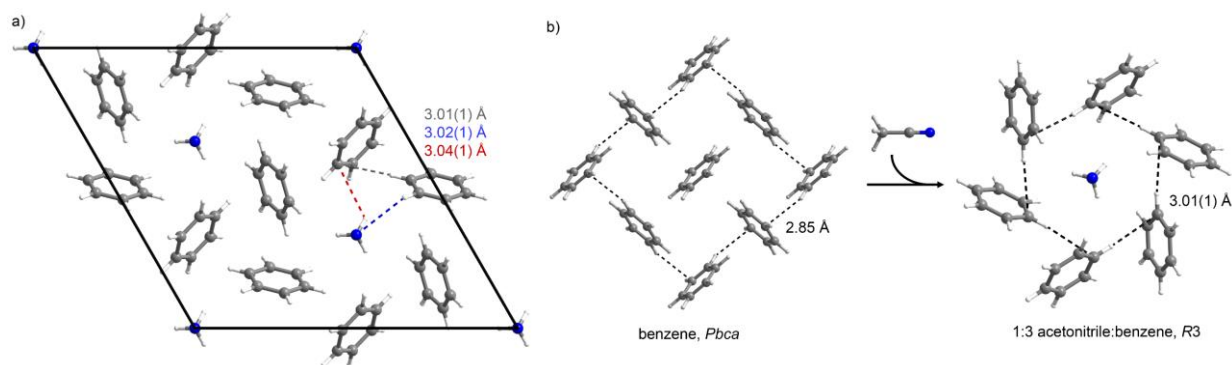 a)
3.01(1) Å
3.02(1) Å
3.04(1) Å
b)
2.85 Å
3.01(1) Å
benzene, Pbca
1:3 acetonitrile:benzene, R3